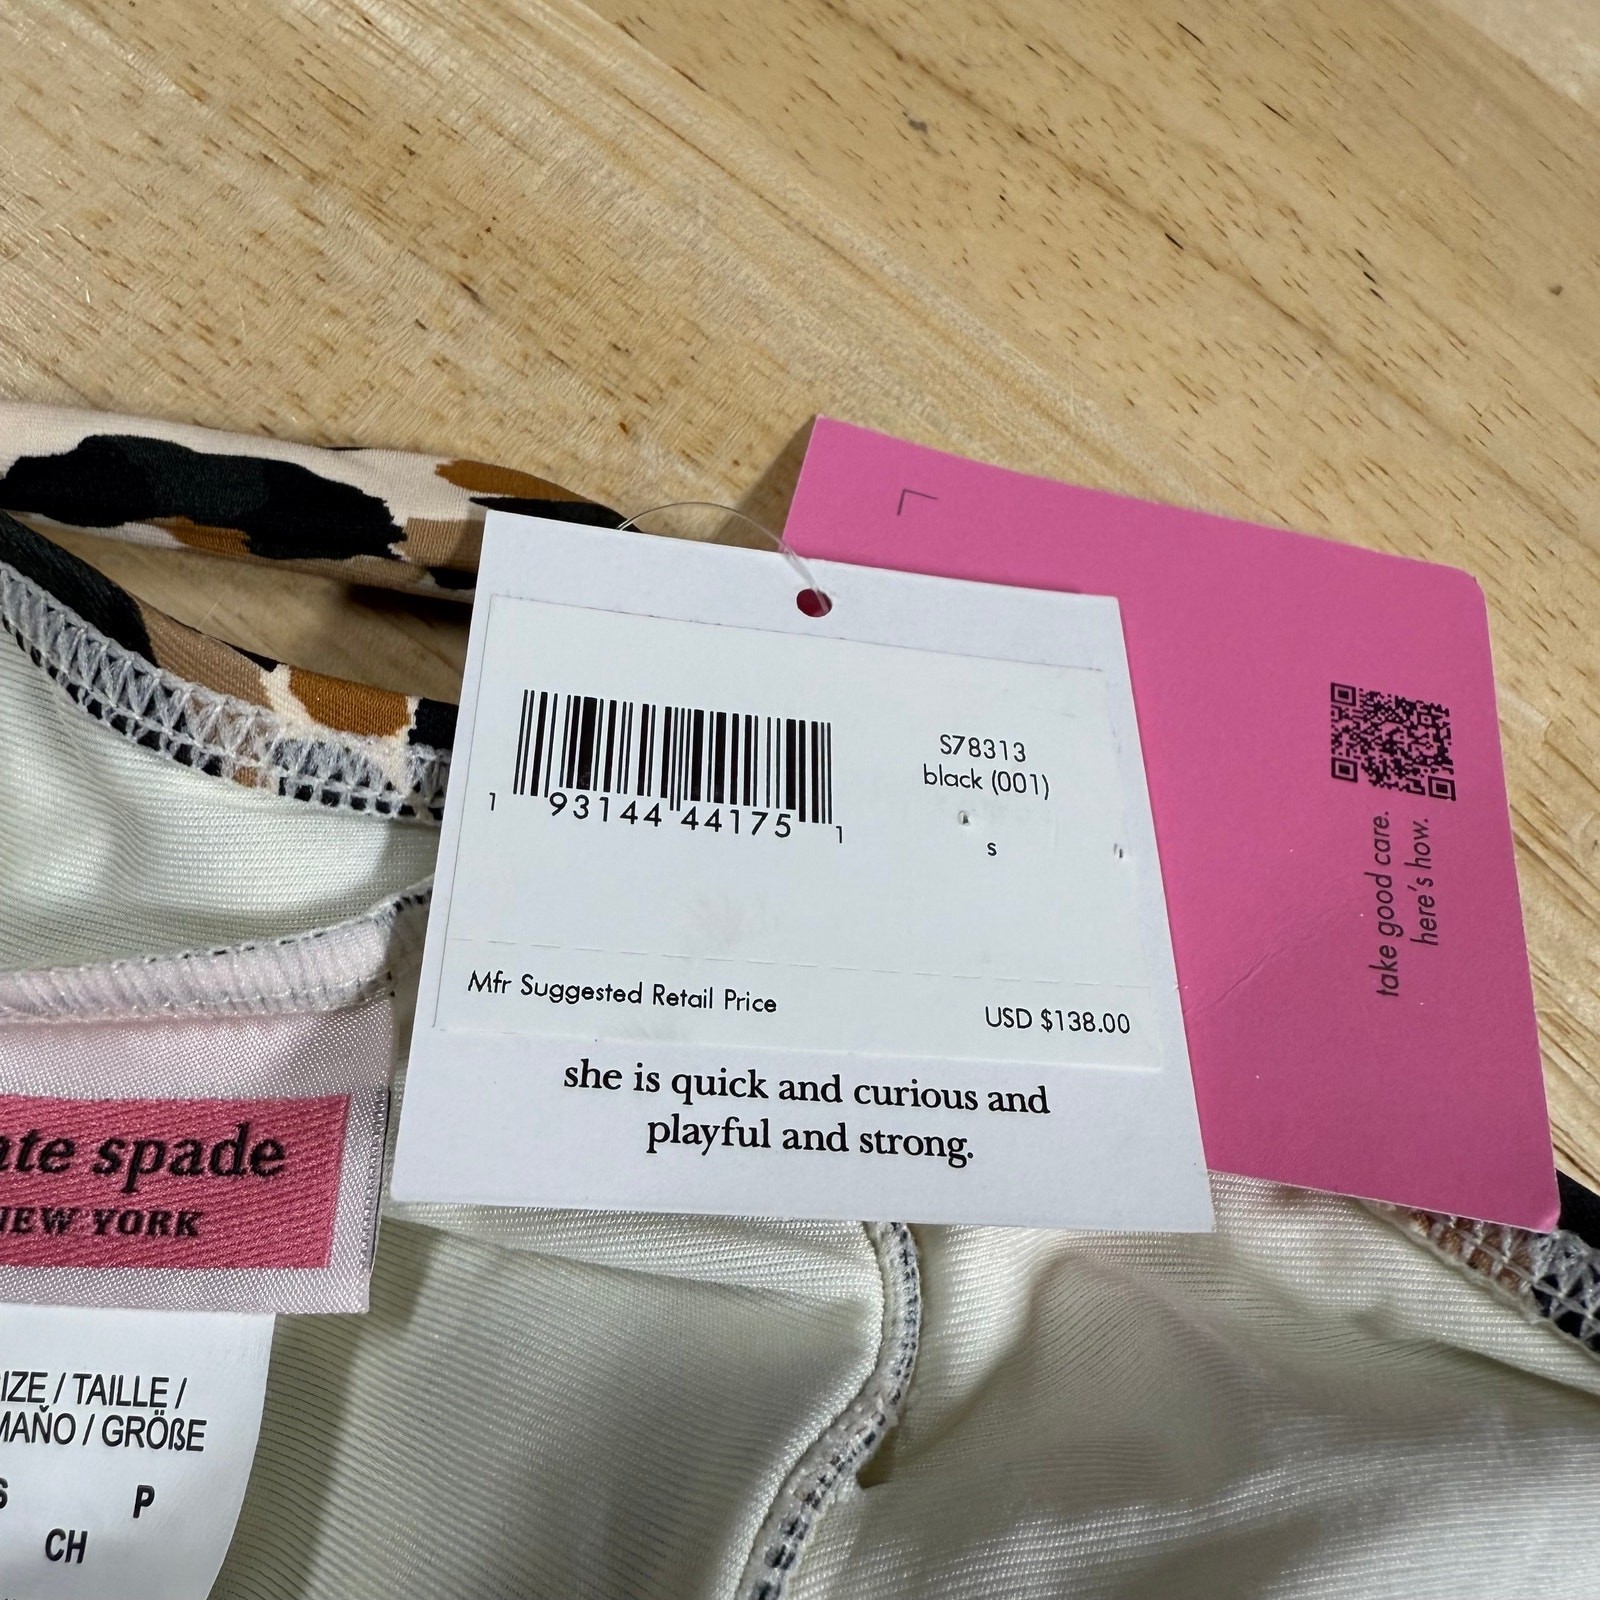 S78313
black (001)
s
1 93144 44175 1
Mfr Suggested Retail Price USD $138.00
she is quick and curious and
playful and strong.
take good care.
here's how.
ate spade
NEW YORK
IZE / TAILLE /
MAÑO / GRÖßE
S P
CH